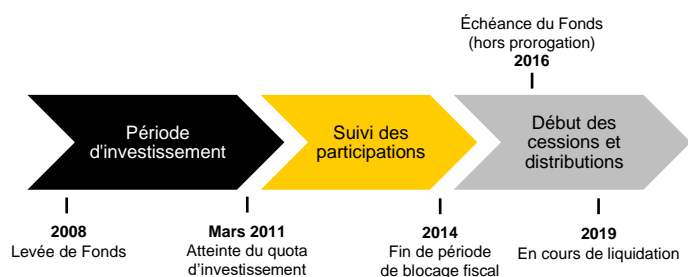 Échéance du Fonds
(hors prorogation)
2016
Période
d'investissement
Suivi des
participations
Début des
cessions et
distributions
2008
Levée de Fonds
Mars 2011
Atteinte du quota
d'investissement
2014
Fin de période
de blocage fiscal
2019
En cours de liquidation